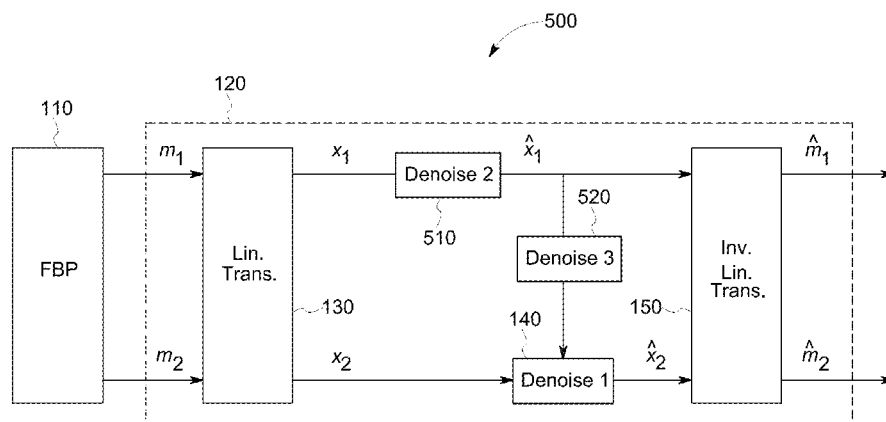 500
110
120
m₁
x₁
x̂₁
m̂₁
Denoise 2
510
520
FBP
Lin.
Trans.
Denoise 3
Inv.
Lin.
Trans.
130
140
150
m₂
x₂
Denoise 1
x̂₂
m̂₂